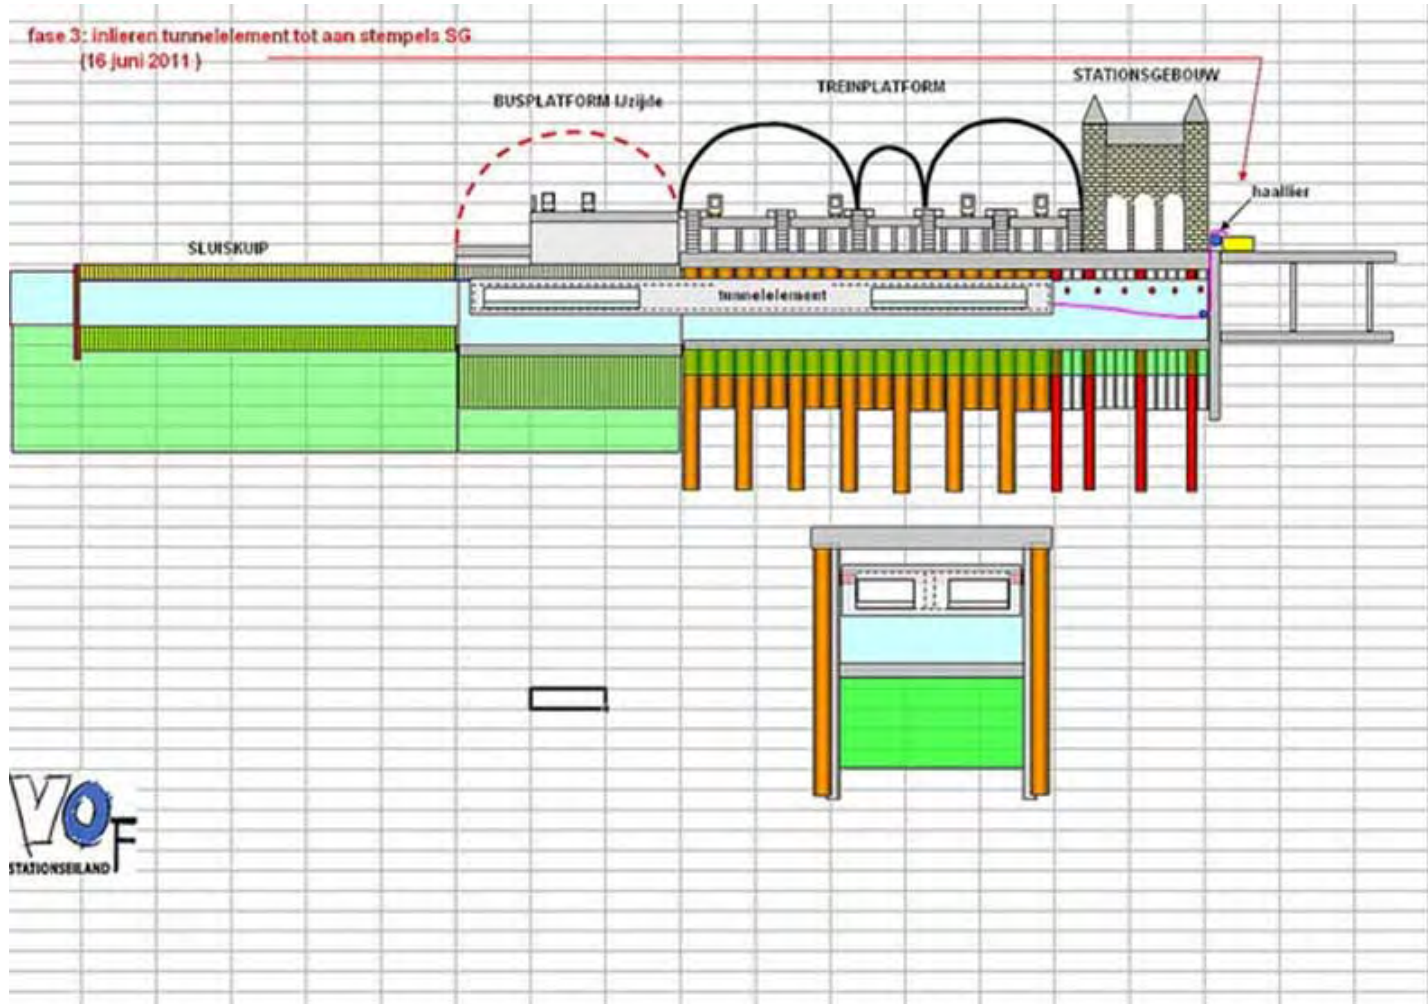 fase 3: inlieren tunnelelement tot aan stempels SG
(16 juni 2011 )
STATIONSGEBOUW
TREINPLATFORM
BUSPLATFORM IJzijde
haallier
SLUISKUIP
tunnelelement
VOF
STATIONSEILAND